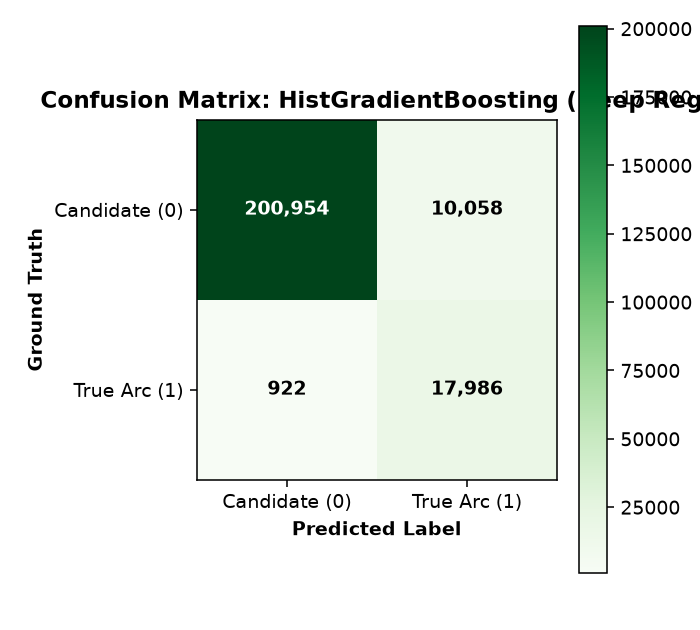 200000
Confusion Matrix: HistGradientBoosting (
175000
150000
125000
100000
75000
50000
25000
Candidate (0)
200,954
10,058
Ground Truth
True Arc (1)
922
17,986
Candidate (0)
True Arc (1)
Predicted Label